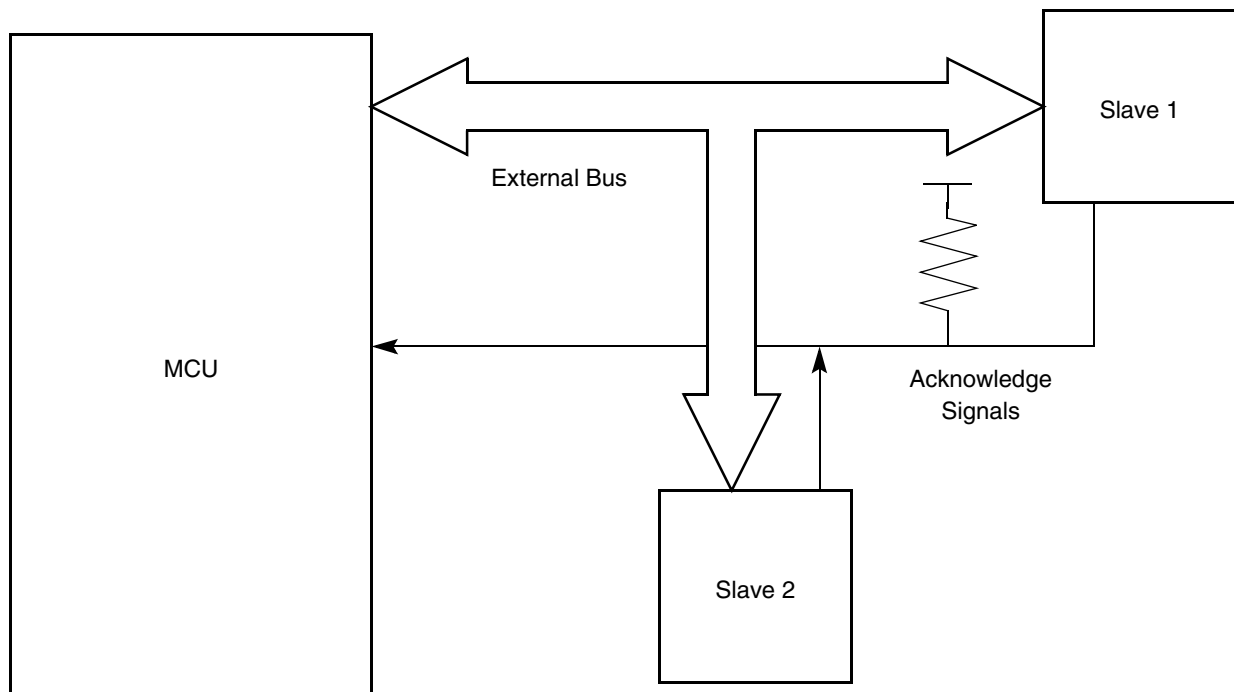 Slave 1
External Bus
MCU
Acknowledge
Signals
Slave 2